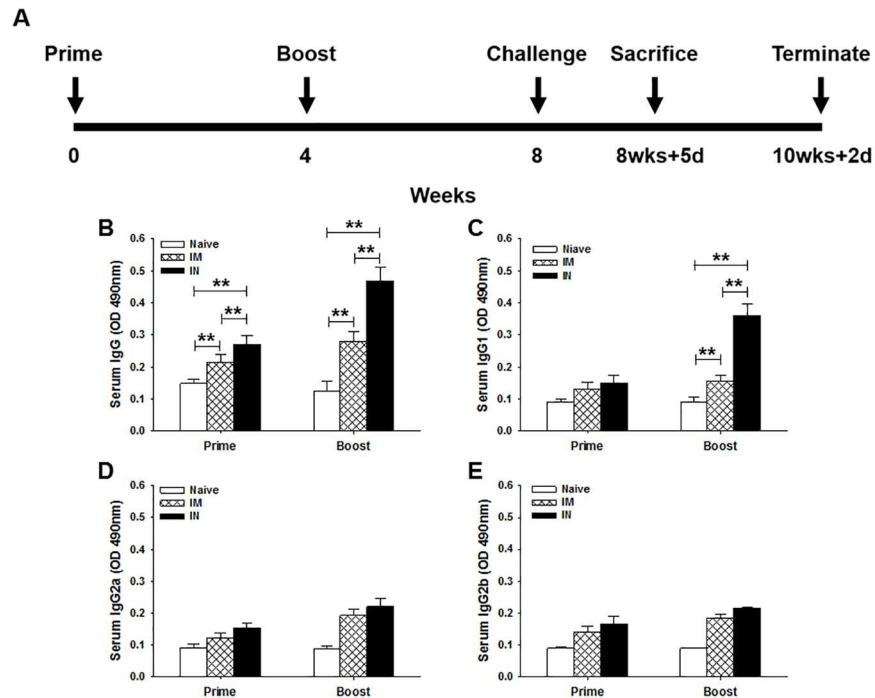 A
Prime Boost Challenge Sacrifice Terminate
0 4 8 8wks+5d 10wks+2d
Weeks
B
Serum IgG (OD 490nm)
0.6
0.5
0.4
0.3
0.2
0.1
0.0
Naive
IM
IN
** ** ** ** ** **
Prime Boost
C
Serum IgG1 (OD 490nm)
0.6
0.5
0.4
0.3
0.2
0.1
0.0
Niave
IM
IN
** ** **
Prime Boost
D
Serum IgG2a (OD 490nm)
0.6
0.5
0.4
0.3
0.2
0.1
0.0
Naive
IM
IN
Prime Boost
E
Serum IgG2b (OD 490nm)
0.6
0.5
0.4
0.3
0.2
0.1
0.0
Naive
IM
IN
Prime Boost